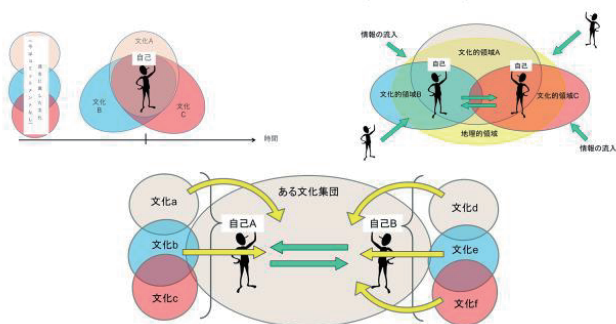 文化A
自己
文化
B
文化
C
時間
情報の流入
文化的領域A
自己
自己
文化的領域B
文化的領域C
地理的領域
情報の流入
ある文化集団
文化a
文化b
文化c
自己A
自己B
文化d
文化e
文化f